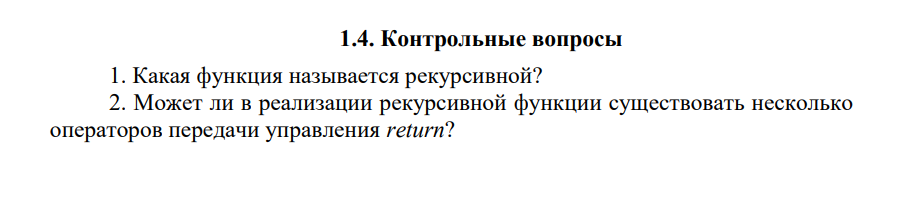 1.4. Контрольные вопросы
1. Какая функция называется рекурсивной?
2. Может ли в реализации рекурсивной функции существовать несколько
операторов передачи управления return?